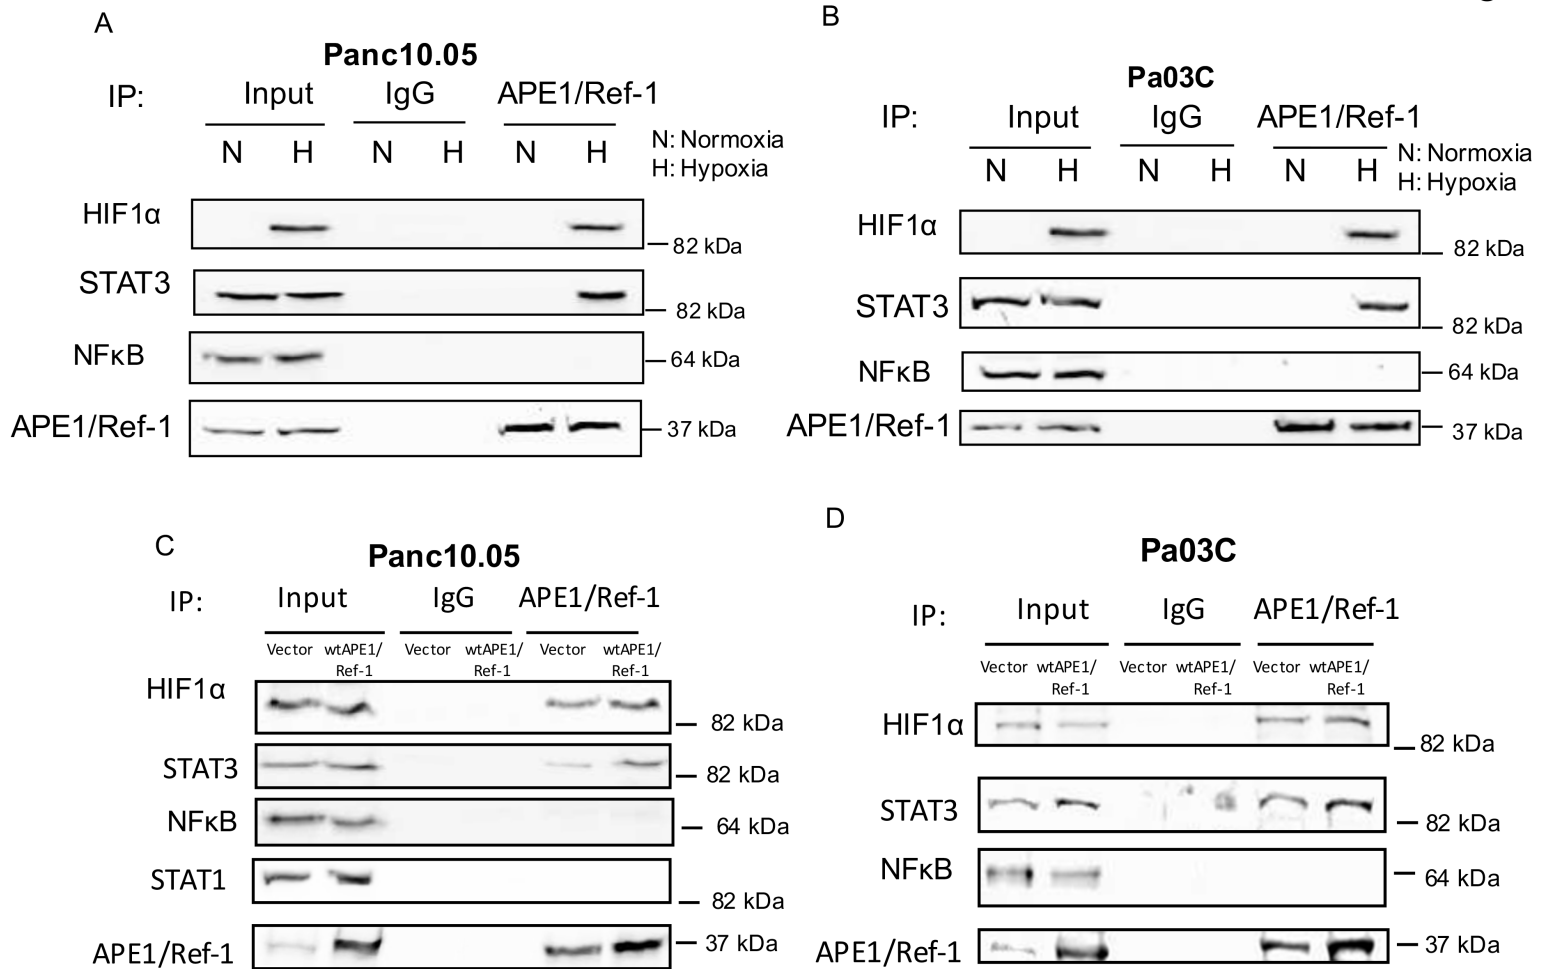 A
Panc10.05
IP: Input IgG APE1/Ref-1
N H N H N H
N: Normoxia
H: Hypoxia
HIF1α
82 kDa
STAT3
82 kDa
NFκB
64 kDa
APE1/Ref-1
37 kDa
B
Pa03C
IP: Input IgG APE1/Ref-1
N H N H N H
N: Normoxia
H: Hypoxia
HIF1α
82 kDa
STAT3
82 kDa
NFκB
64 kDa
APE1/Ref-1
37 kDa
C
Panc10.05
IP: Input IgG APE1/Ref-1
Vector wtAPE1/ Vector wtAPE1/ Vector wtAPE1/
Ref-1 Ref-1 Ref-1
HIF1α
82 kDa
STAT3
82 kDa
NFκB
64 kDa
STAT1
82 kDa
APE1/Ref-1
37 kDa
D
Pa03C
IP: Input IgG APE1/Ref-1
Vector wtAPE1/ Vector wtAPE1/ Vector wtAPE1/
Ref-1 Ref-1 Ref-1
HIF1α
82 kDa
STAT3
82 kDa
NFκB
64 kDa
APE1/Ref-1
37 kDa